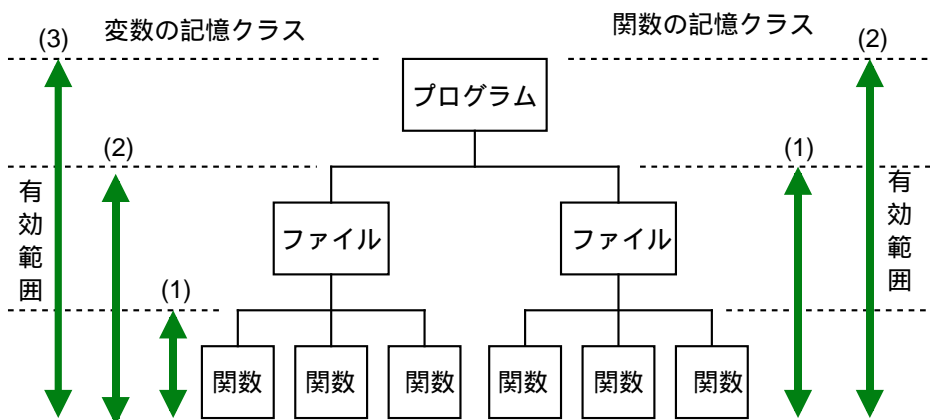 変数の記憶クラス
関数の記憶クラス
(3)
(2)
プログラム
(2)
(1)
有効範囲
有効範囲
ファイル
ファイル
(1)
関数
関数
関数
関数
関数
関数